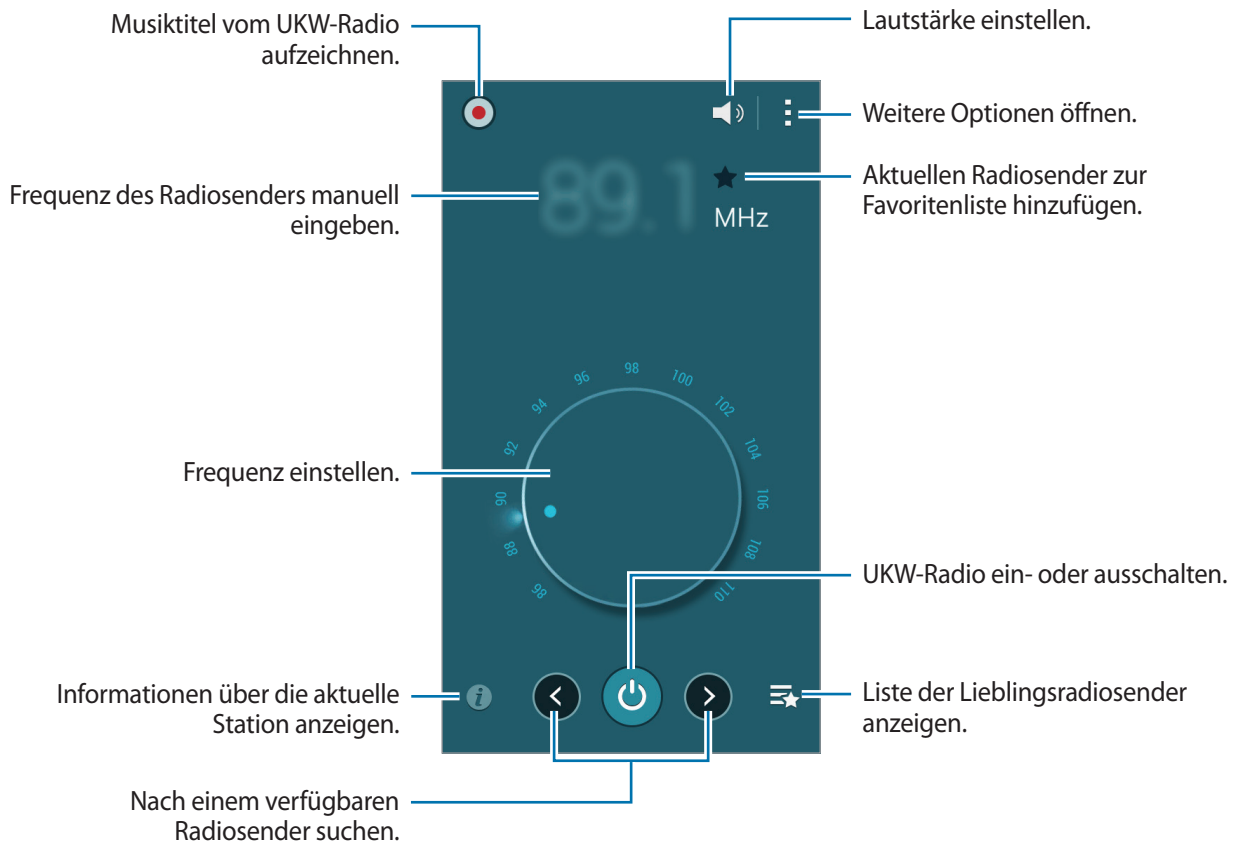 Musiktitel vom UKW-Radio
aufzeichnen.
Lautstärke einstellen.
Weitere Optionen öffnen.
Frequenz des Radiosenders manuell
eingeben.
89.1
MHz
Aktuellen Radiosender zur
Favoritenliste hinzufügen.
86
88
90
92
94
96
98
100
102
104
106
108
110
Frequenz einstellen.
UKW-Radio ein- oder ausschalten.
Informationen über die aktuelle
Station anzeigen.
i
Liste der Lieblingsradiosender
anzeigen.
Nach einem verfügbaren
Radiosender suchen.